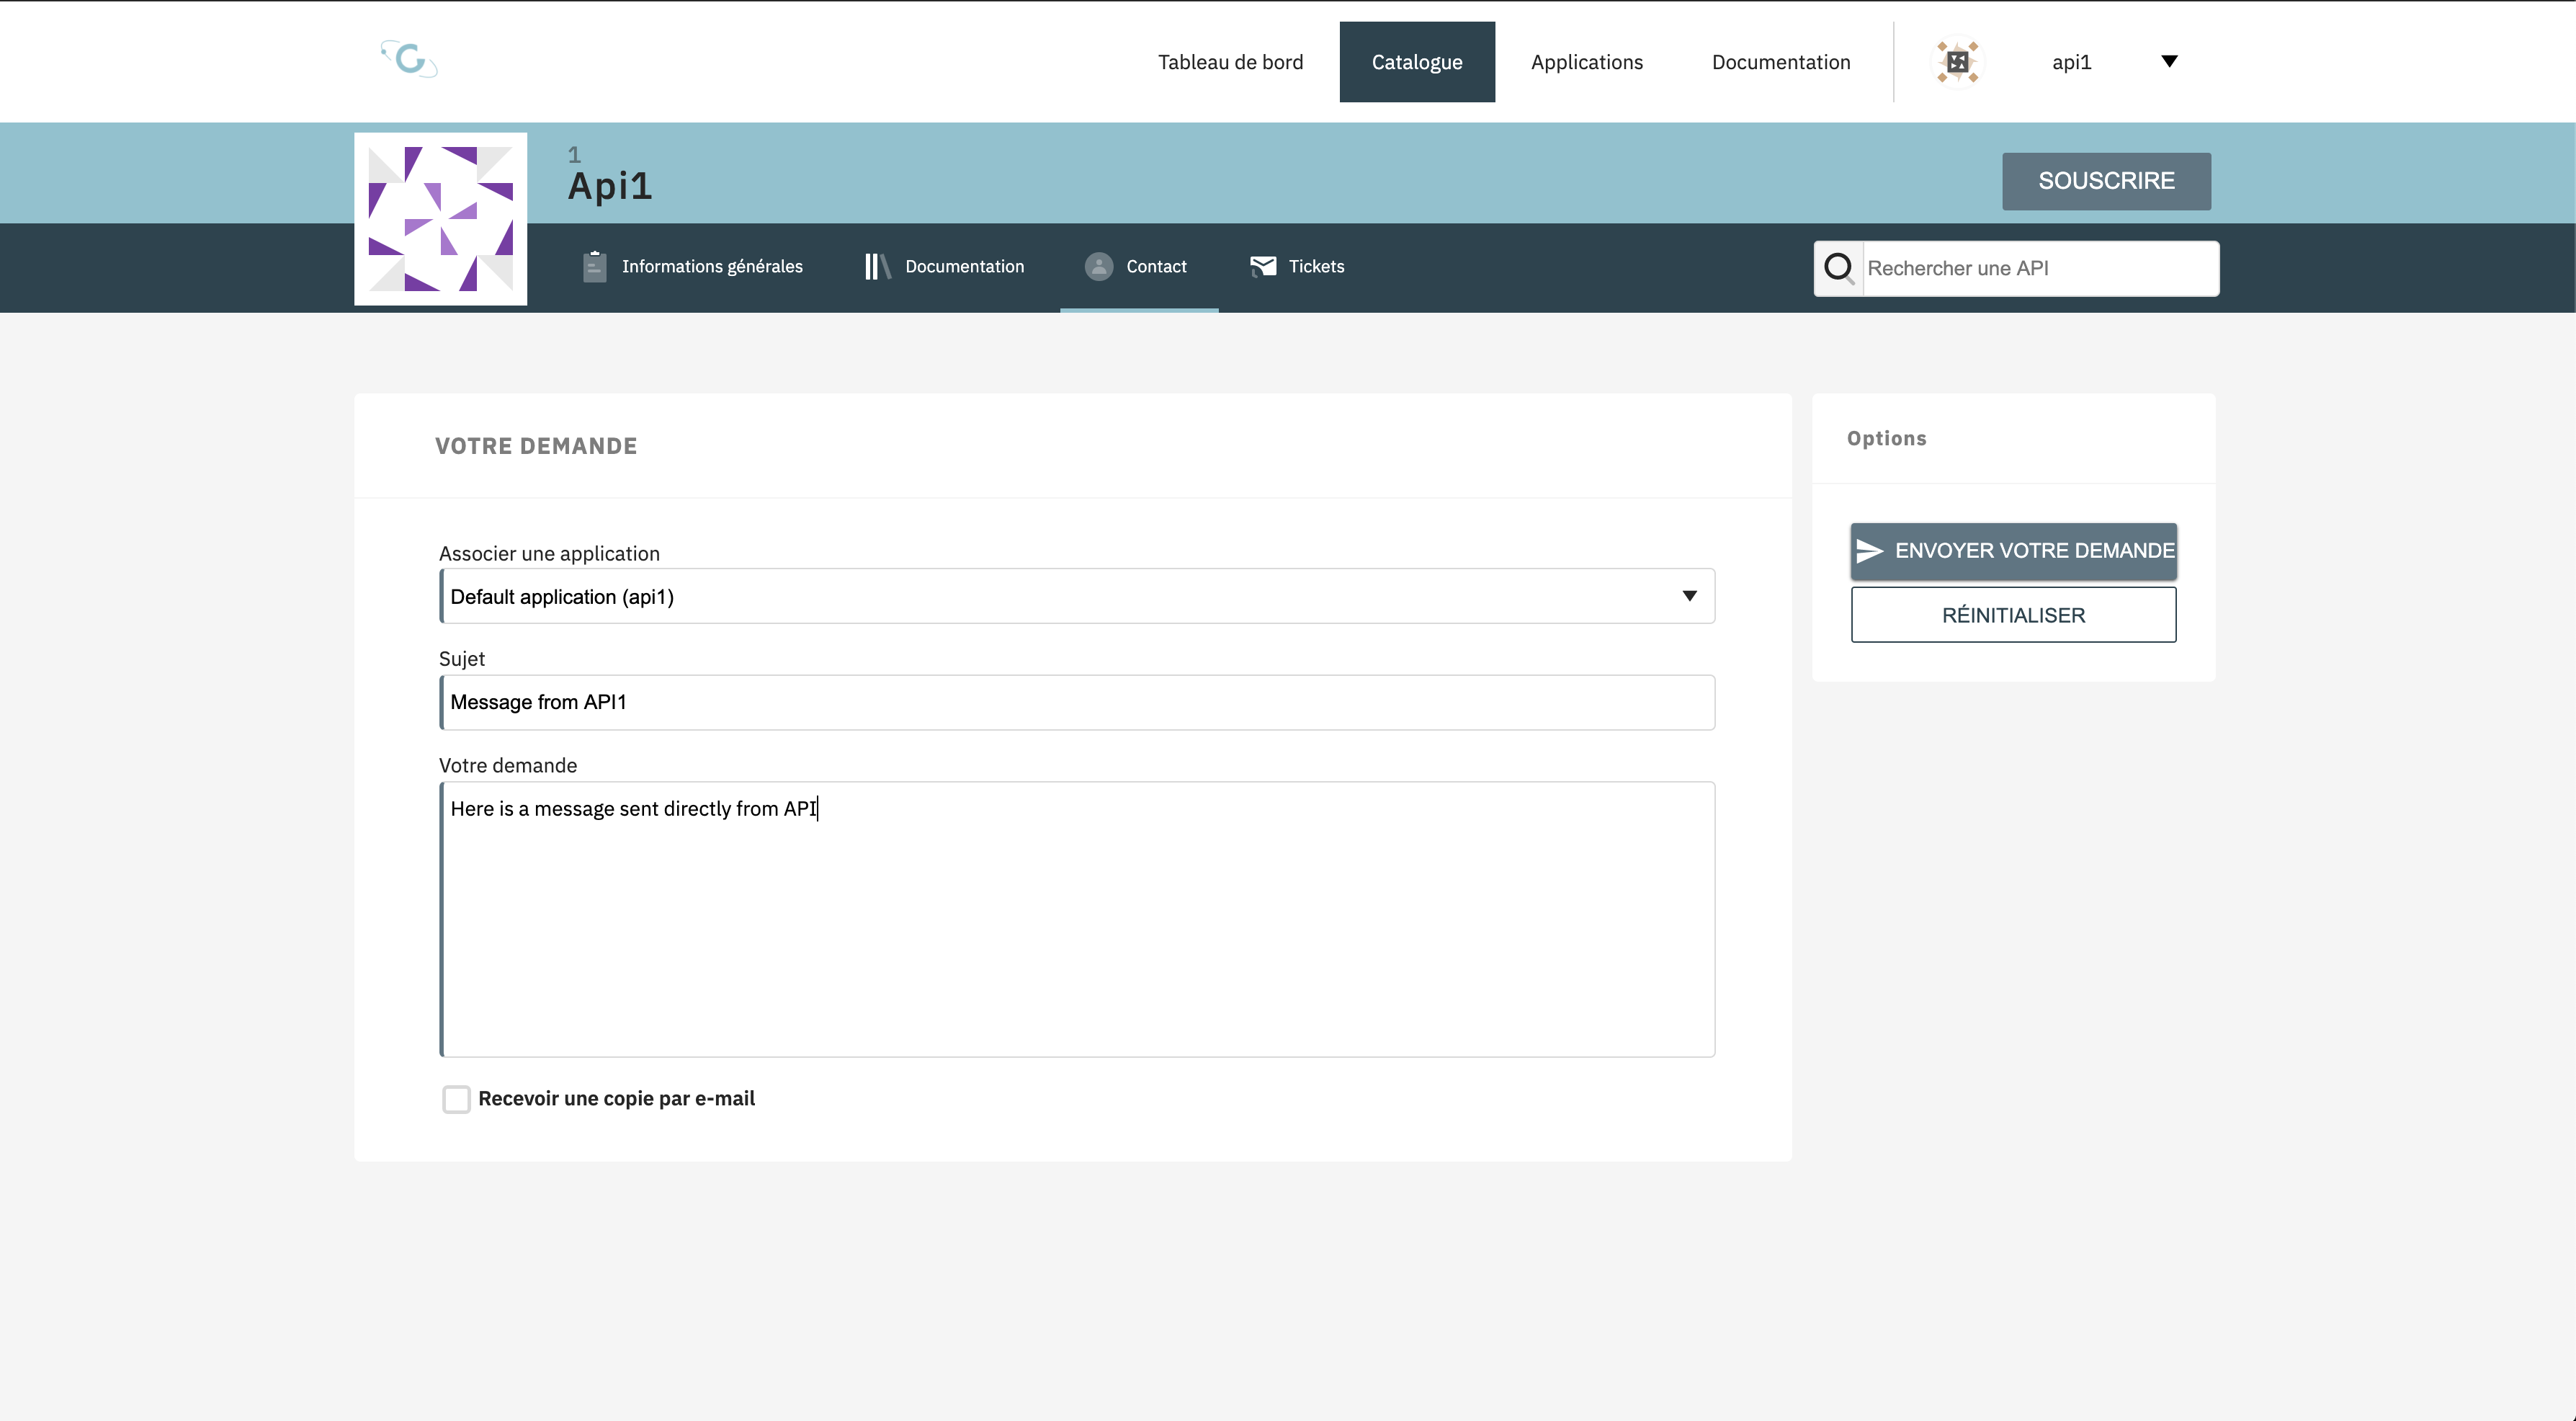 Tableau de bord
Catalogue
Applications
Documentation
api1
1
Api1
SOUSCRIRE
Informations générales
Documentation
Contact
Tickets
Rechercher une API
VOTRE DEMANDE
Associer une application
Default application (api1)
Sujet
Message from API1
Votre demande
Here is a message sent directly from API
Recevoir une copie par e-mail
Options
ENVOYER VOTRE DEMANDE
RÉINITIALISER